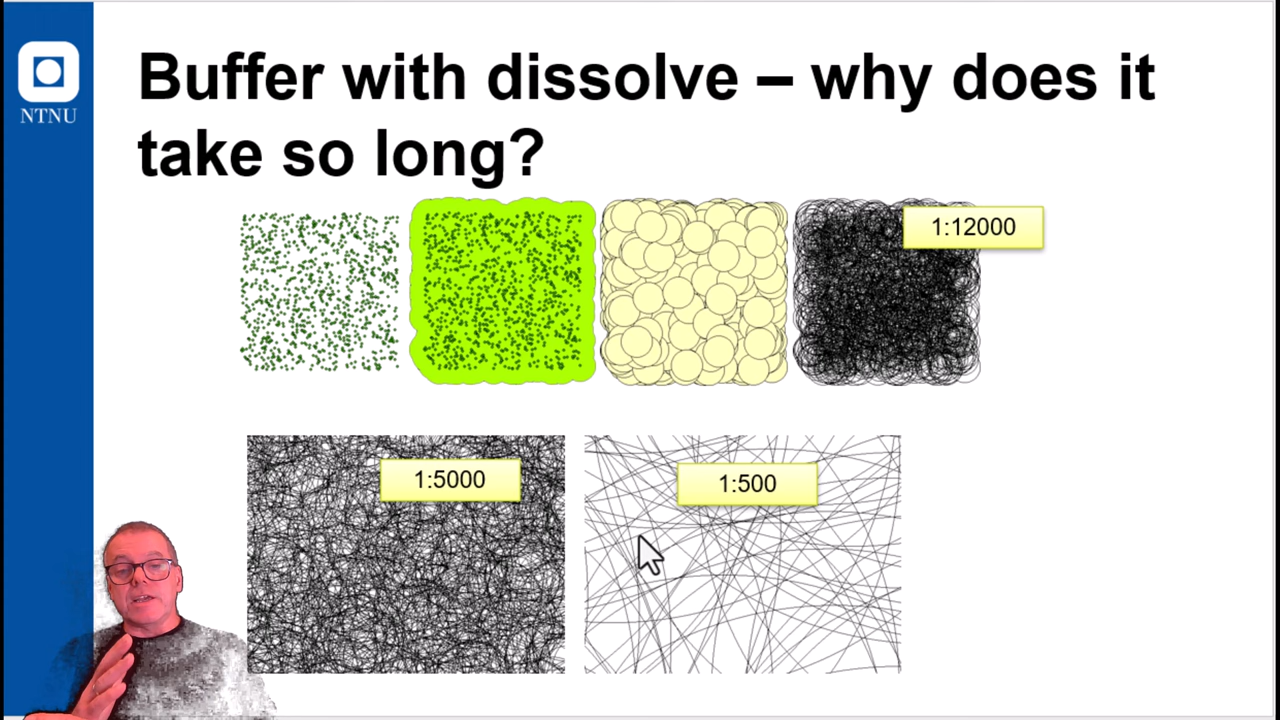 NTNU
Buffer with dissolve – why does it
take so long?
1:12000
1:5000
1:500